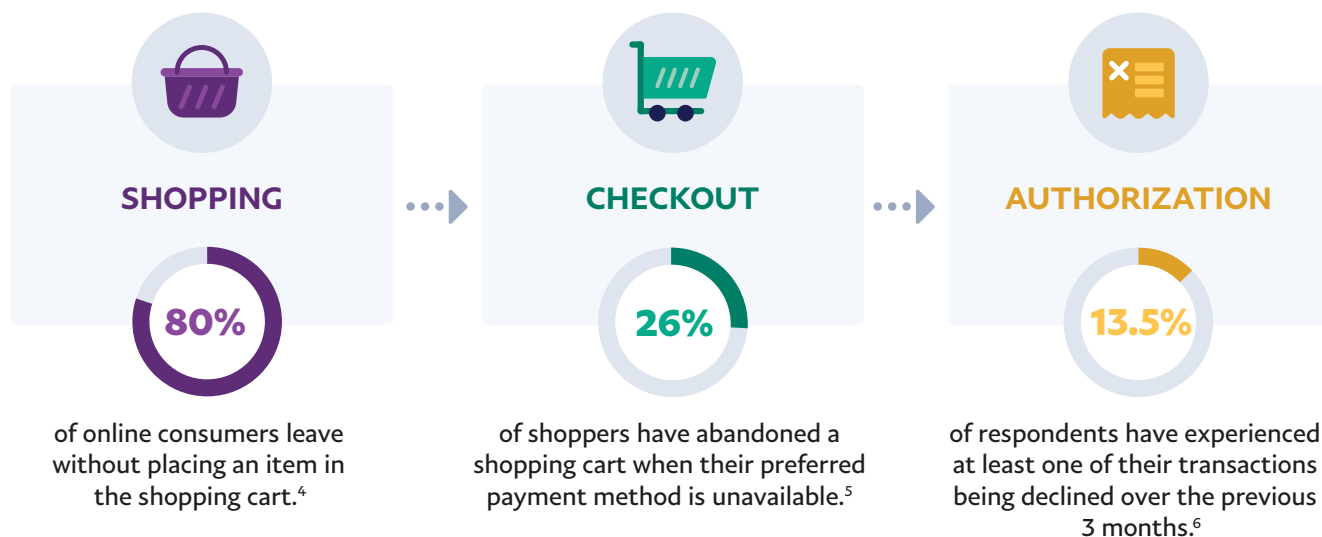 SHOPPING
80%
of online consumers leave
without placing an item in
the shopping cart.⁴
CHECKOUT
26%
of shoppers have abandoned a
shopping cart when their preferred
payment method is unavailable.⁵
AUTHORIZATION
13.5%
of respondents have experienced
at least one of their transactions
being declined over the previous
3 months.⁶